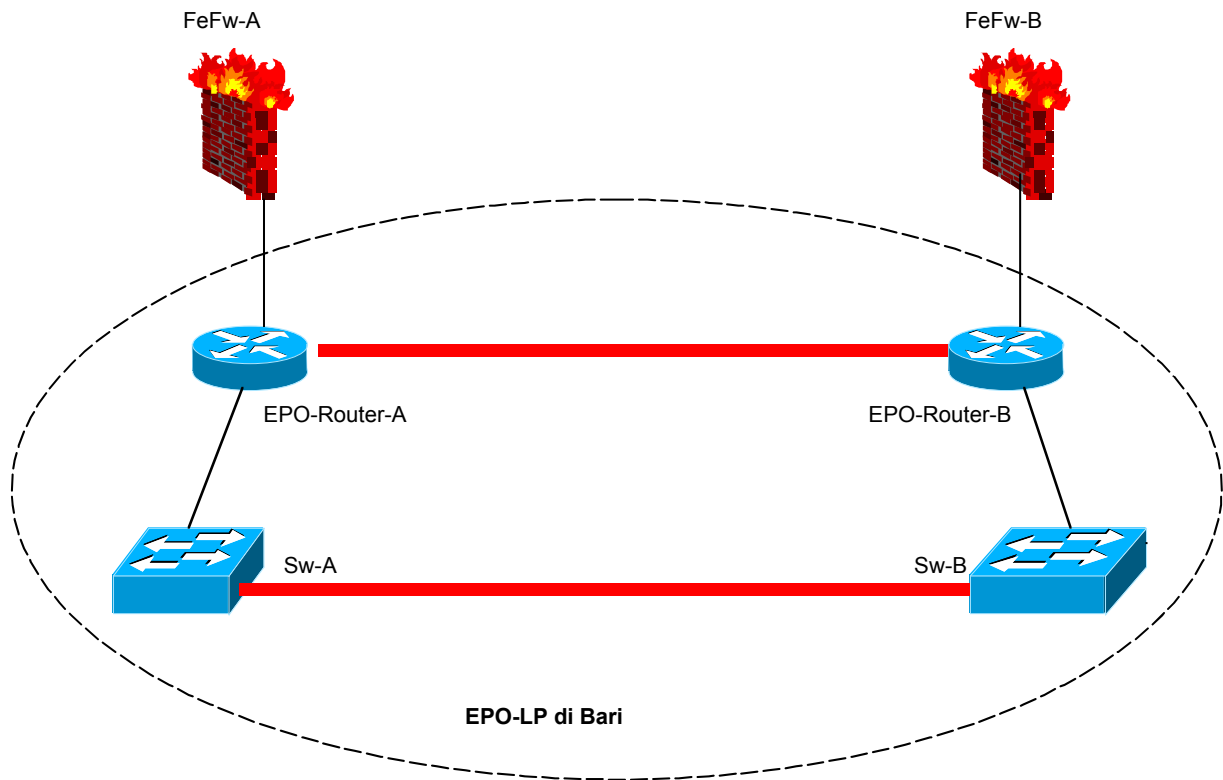 FeFw-A
FeFw-B
EPO-Router-A
EPO-Router-B
Sw-A
Sw-B
EPO-LP di Bari